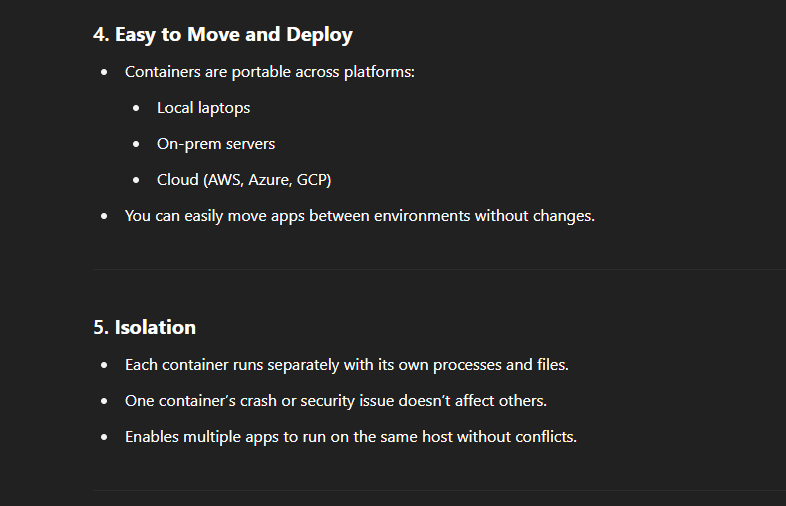 4. Easy to Move and Deploy
Containers are portable across platforms:
Local laptops
On-prem servers
Cloud (AWS, Azure, GCP)
You can easily move apps between environments without changes.
5. Isolation
Each container runs separately with its own processes and files.
One container’s crash or security issue doesn’t affect others.
Enables multiple apps to run on the same host without conflicts.